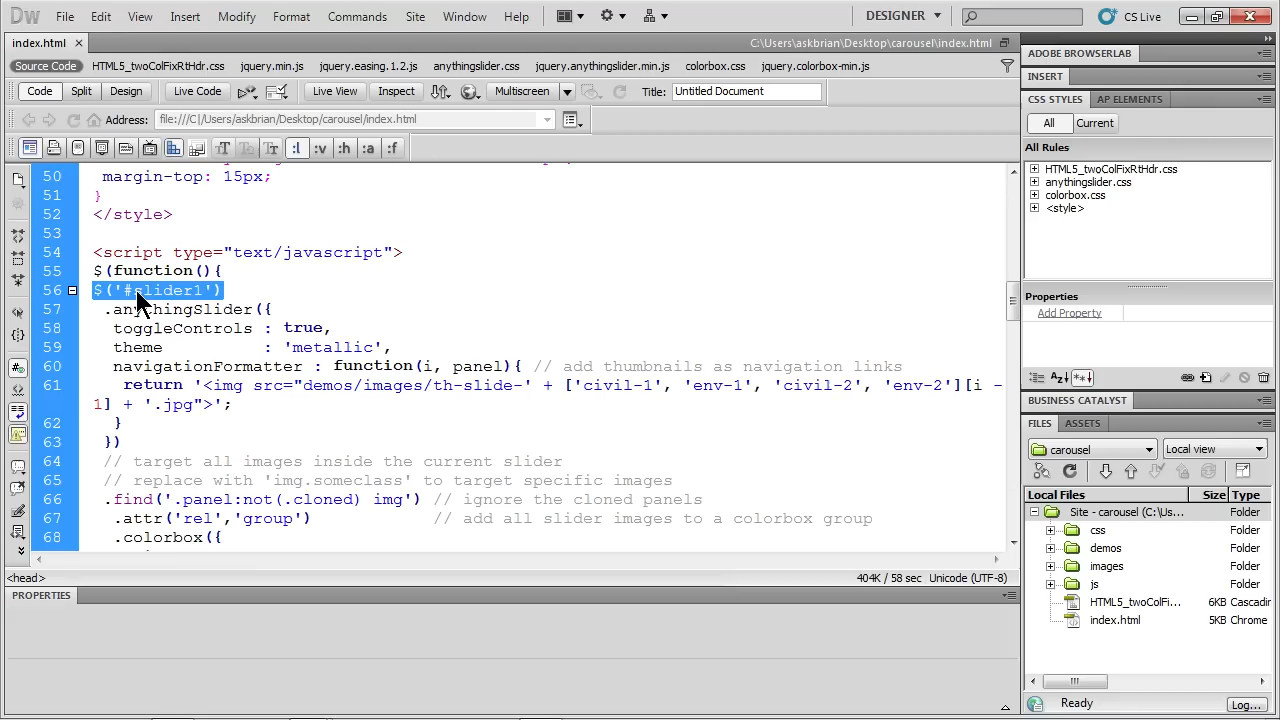 Dw File Edit View Insert Modify Format Commands Site Window Help DESIGNER CS Live
index.html × C:\Users\askbrian\Desktop\carousel\index.html
Source Code HTML5_twoColFixRtHdr.css jquery.min.js jquery.easing.1.2.js anythingslider.css jquery.anythingslider.min.js colorbox.css jquery.colorbox-min.js
Code Split Design Live Code Live View Inspect Multiscreen Title: Untitled Document
Address: file:///C|/Users/askbrian/Desktop/carousel/index.html
:l :v :h :a :f
50 margin-top: 15px;
51 }
52 </style>
53
54 <script type="text/javascript">
55 $(function(){
56 $('#slider1')
57 .anythingSlider({
58 toggleControls : true,
59 theme : 'metallic',
60 navigationFormatter : function(i, panel){ // add thumbnails as navigation links
61 return '<img src="demos/images/th-slide-' + ['civil-1', 'env-1', 'civil-2', 'env-2'][i -
1] + '.jpg">';
62 }
63 })
64 // target all images inside the current slider
65 // replace with 'img.someclass' to target specific images
66 .find('.panel:not(.cloned) img') // ignore the cloned panels
67 .attr('rel','group') // add all slider images to a colorbox group
68 .colorbox({
<head> 404K / 58 sec Unicode (UTF-8)
PROPERTIES
ADOBE BROWSERLAB
INSERT
CSS STYLES AP ELEMENTS
All Current
All Rules
HTML5_twoColFixRtHdr.css
anythingslider.css
colorbox.css
<style>
Properties
Add Property
BUSINESS CATALYST
FILES ASSETS
carousel Local view
Local Files Size Type
Site - carousel (C:\Us... Folder
css Folder
demos Folder
images Folder
js Folder
HTML5_twoColFi... 6KB Cascadin
index.html 5KB Chrome
Ready Log...